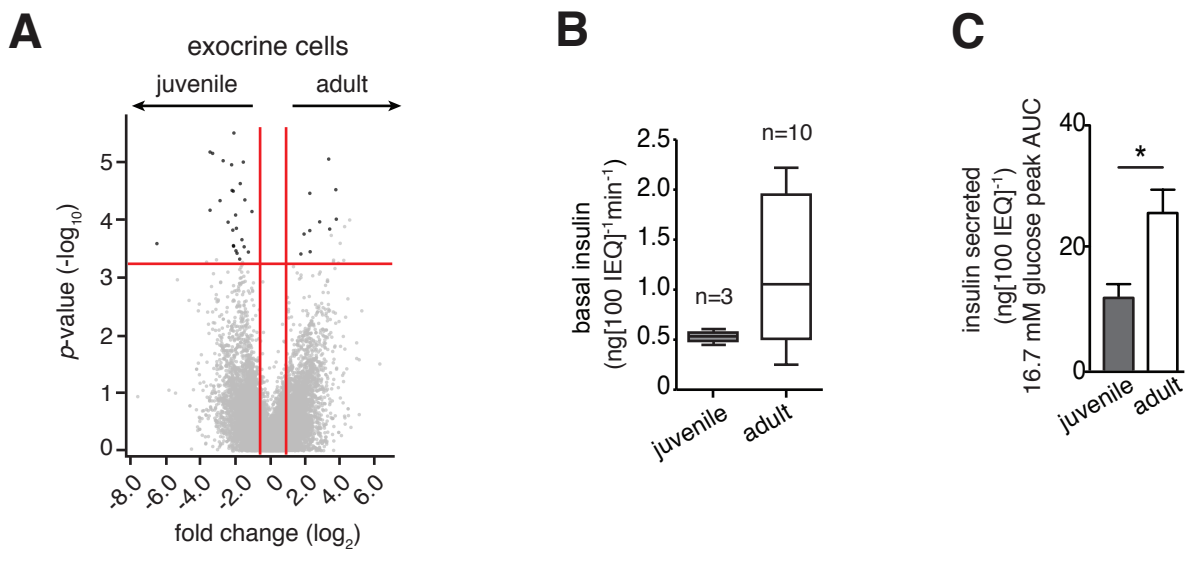 A
exocrine cells
juvenile
adult
p-value (-log10)
5
4
3
2
1
0
-8.0
-6.0
-4.0
-2.0
0
2.0
4.0
6.0
fold change (log2)
B
basal insulin
(ng[100 IEQ]-1min-1)
2.5
2.0
1.5
1.0
0.5
0
n=3
n=10
juvenile
adult
C
insulin secreted
(ng[100 IEQ]-1)
16.7 mM glucose peak AUC
40
20
0
*
juvenile
adult